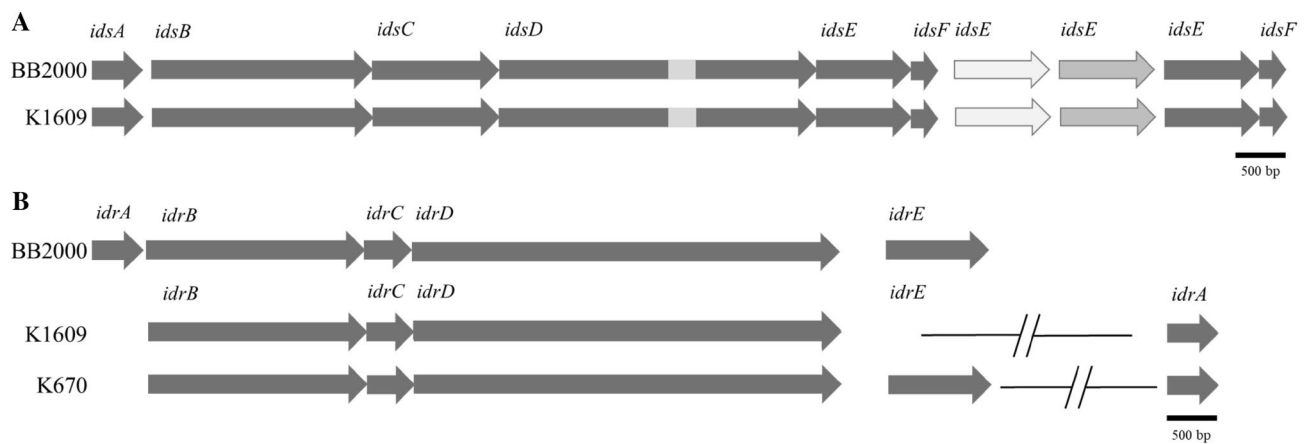 A
idsA idsB idsC idsD idsE idsF idsE idsE idsE idsF
BB2000
K1609
500 bp
B
idrA idrB idrC idrD idrE
BB2000
idrB idrC idrD idrE idrA
K1609
K670
500 bp